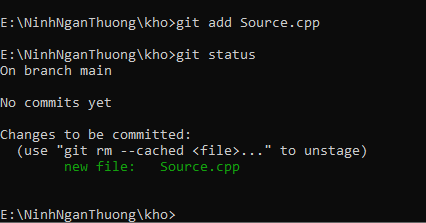 E:\NinhNganThuong\kho>git add Source.cpp
E:\NinhNganThuong\kho>git status
On branch main
No commits yet
Changes to be committed:
  (use "git rm --cached <file>..." to unstage)
        new file:   Source.cpp
E:\NinhNganThuong\kho>